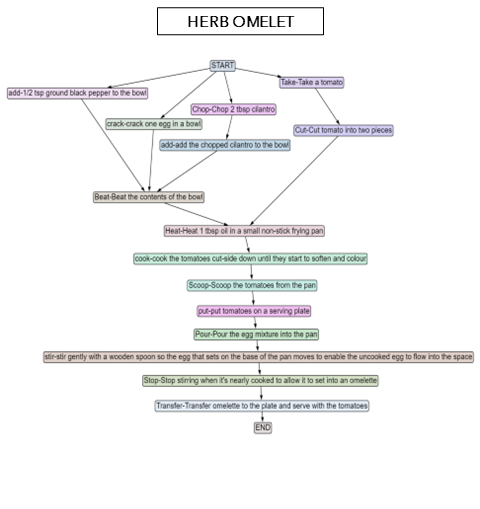 HERB OMELET
START
Take-Take a tomato
add-1/2 tsp ground black pepper to the bowl
Chop-Chop 2 tbsp cilantro
crack-crack one egg in a bowl
Cut-Cut tomato into two pieces
add-add the chopped cilantro to the bowl
Beat-Beat the contents of the bowl
Heat-Heat 1 tbsp oil in a small non-stick frying pan
cook-cook the tomatoes cut-side down until they start to soften and colour
Scoop-Scoop the tomatoes from the pan
put-put tomatoes on a serving plate
Pour-Pour the egg mixture into the pan
stir-stir gently with a wooden spoon so the egg that sets on the base of the pan moves to enable the uncooked egg to flow into the space
Stop-Stop stirring when it's nearly cooked to allow it to set into an omelette
Transfer-Transfer omelette to the plate and serve with the tomatoes
END